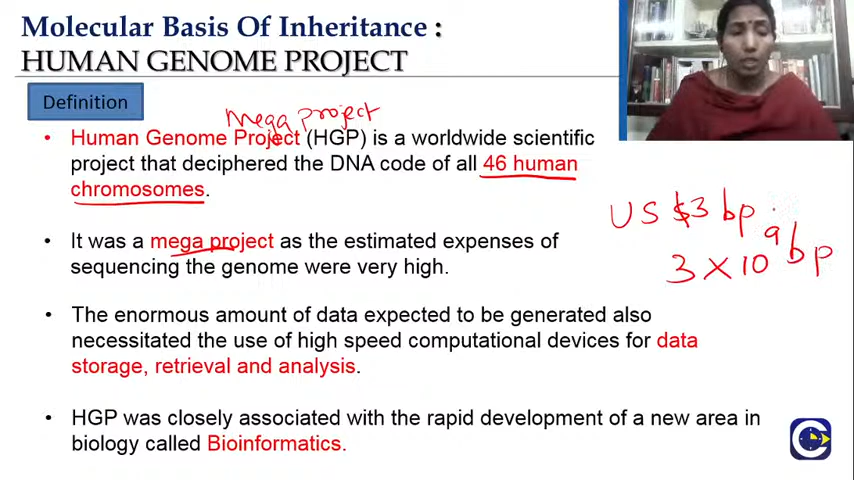 Molecular Basis Of Inheritance :
HUMAN GENOME PROJECT
Definition
Mega project
• Human Genome Project (HGP) is a worldwide scientific
project that deciphered the DNA code of all 46 human
chromosomes.
US $3 bp
3 X 10 9 bp
• It was a mega project as the estimated expenses of
sequencing the genome were very high.
• The enormous amount of data expected to be generated also
necessitated the use of high speed computational devices for data
storage, retrieval and analysis.
• HGP was closely associated with the rapid development of a new area in
biology called Bioinformatics.